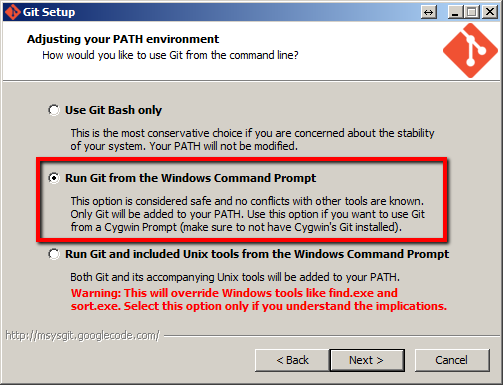 Git Setup
Adjusting your PATH environment
How would you like to use Git from the command line?
Use Git Bash only
This is the most conservative choice if you are concerned about the stability
of your system. Your PATH will not be modified.
Run Git from the Windows Command Prompt
This option is considered safe and no conflicts with other tools are known.
Only Git will be added to your PATH. Use this option if you want to use Git
from a Cygwin Prompt (make sure to not have Cygwin's Git installed).
Run Git and included Unix tools from the Windows Command Prompt
Both Git and its accompanying Unix tools will be added to your PATH.
Warning: This will override Windows tools like find.exe and
sort.exe. Select this option only if you understand the implications.
http://msysgit.googlecode.com/
< Back
Next >
Cancel